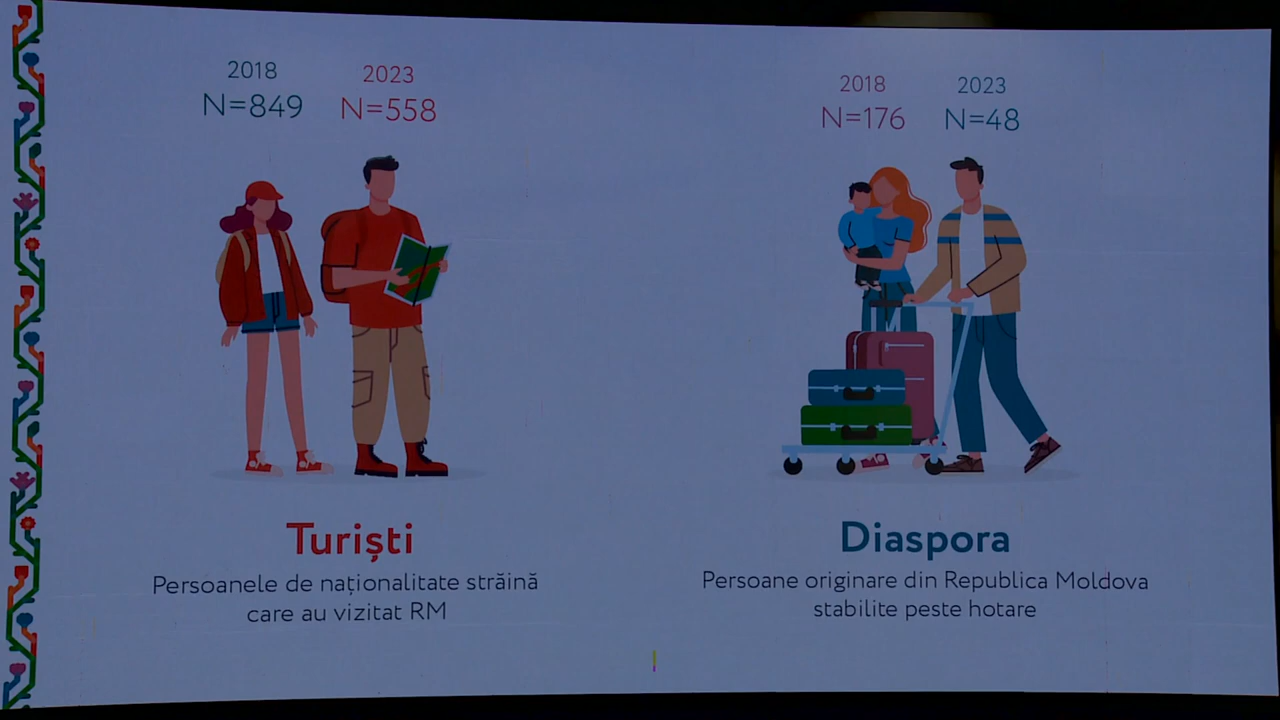 2018
N=849
2023
N=558
Turiști
Persoanele de naționalitate străină
care au vizitat RM
2018
N=176
2023
N=48
Diaspora
Persoane originare din Republica Moldova
stabilite peste hotare